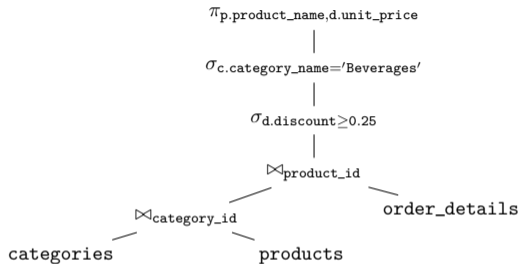 πp.product_name,d.unit_price
σc.category_name='Beverages'
σd.discount≥0.25
⋈product_id
⋈category_id
order_details
categories
products